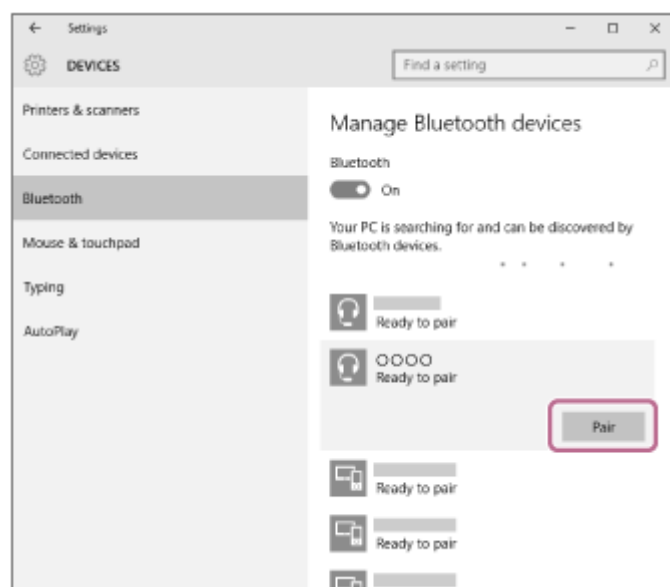 Settings
DEVICES
Find a setting
Printers & scanners
Connected devices
Bluetooth
Mouse & touchpad
Typing
AutoPlay
Manage Bluetooth devices
Bluetooth
On
Your PC is searching for and can be discovered by
Bluetooth devices.
Ready to pair
OOOO
Ready to pair
Pair
Ready to pair
Ready to pair